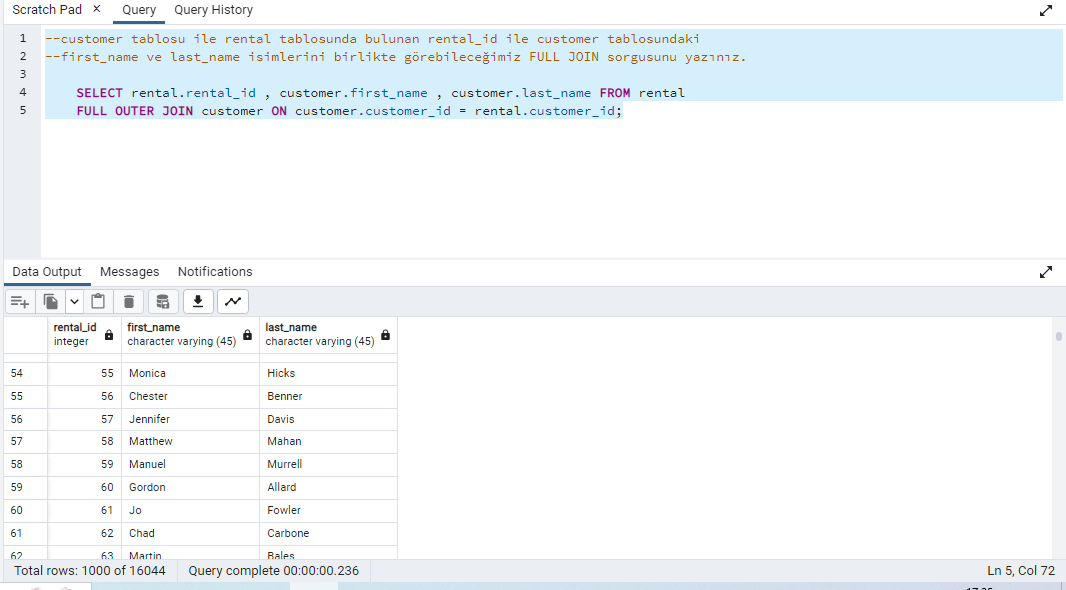 Scratch Pad × Query Query History
1 --customer tablosu ile rental tablosunda bulunan rental_id ile customer tablosundaki
2 --first_name ve last_name isimlerini birlikte görebileceğimiz FULL JOIN sorgusunu yazınız.
3
4 SELECT rental.rental_id , customer.first_name , customer.last_name FROM rental
5 FULL OUTER JOIN customer ON customer.customer_id = rental.customer_id;
Data Output Messages Notifications
rental_id first_name last_name
integer character varying (45) character varying (45)
54 55 Monica Hicks
55 56 Chester Benner
56 57 Jennifer Davis
57 58 Matthew Mahan
58 59 Manuel Murrell
59 60 Gordon Allard
60 61 Jo Fowler
61 62 Chad Carbone
62 63 Martin Bales
Total rows: 1000 of 16044 Query complete 00:00:00.236 Ln 5, Col 72